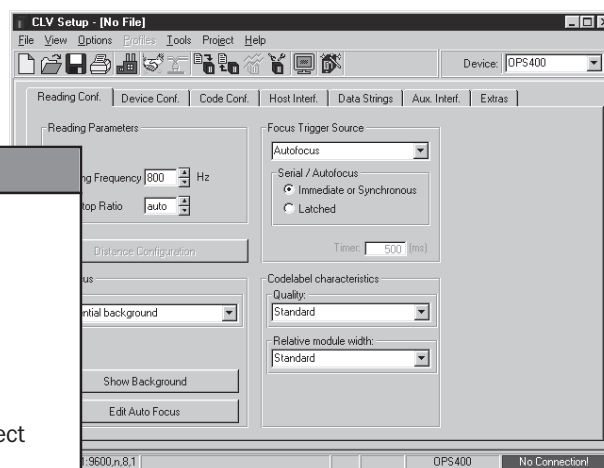 CLV Setup - [No File]
File View Options Profiles Tools Project Help
Device: OPS400
Reading Conf. Device Conf. Code Conf. Host Interf. Data Strings Aux. Interf. Extras
Reading Parameters
ng Frequency 800 Hz
top Ratio auto
Distance Configuration
Focus Trigger Source
Autofocus
Serial / Autofocus
Immediate or Synchronous
Latched
Timer: 500 (ms)
us
ntial background
Show Background
Edit Auto Focus
Codelabel characteristics
Quality:
Standard
Relative module width:
Standard
ect
1:9600,n,8,1 OPS400 No Connection!